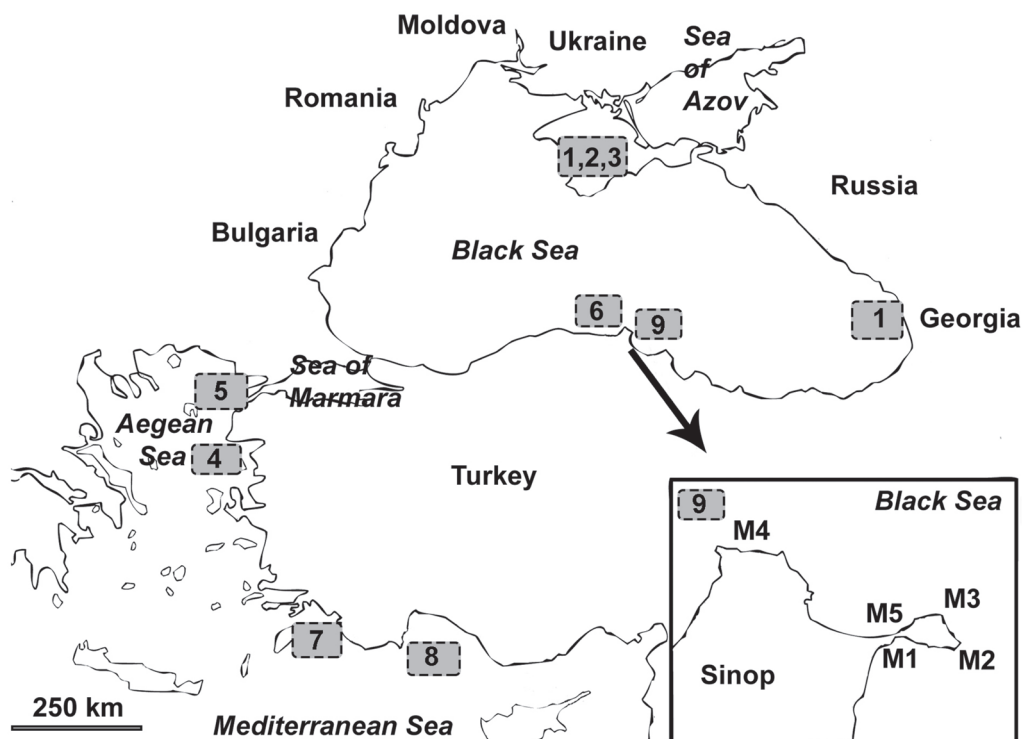 Moldova
Ukraine
Sea
of
Azov
Romania
1,2,3
Russia
Bulgaria
Black Sea
6
9
1
Georgia
Sea of
Marmara
5
Aegean
Sea
4
Turkey
9
Black Sea
M4
M5
M3
M1
M2
Sinop
7
8
250 km
Mediterranean Sea